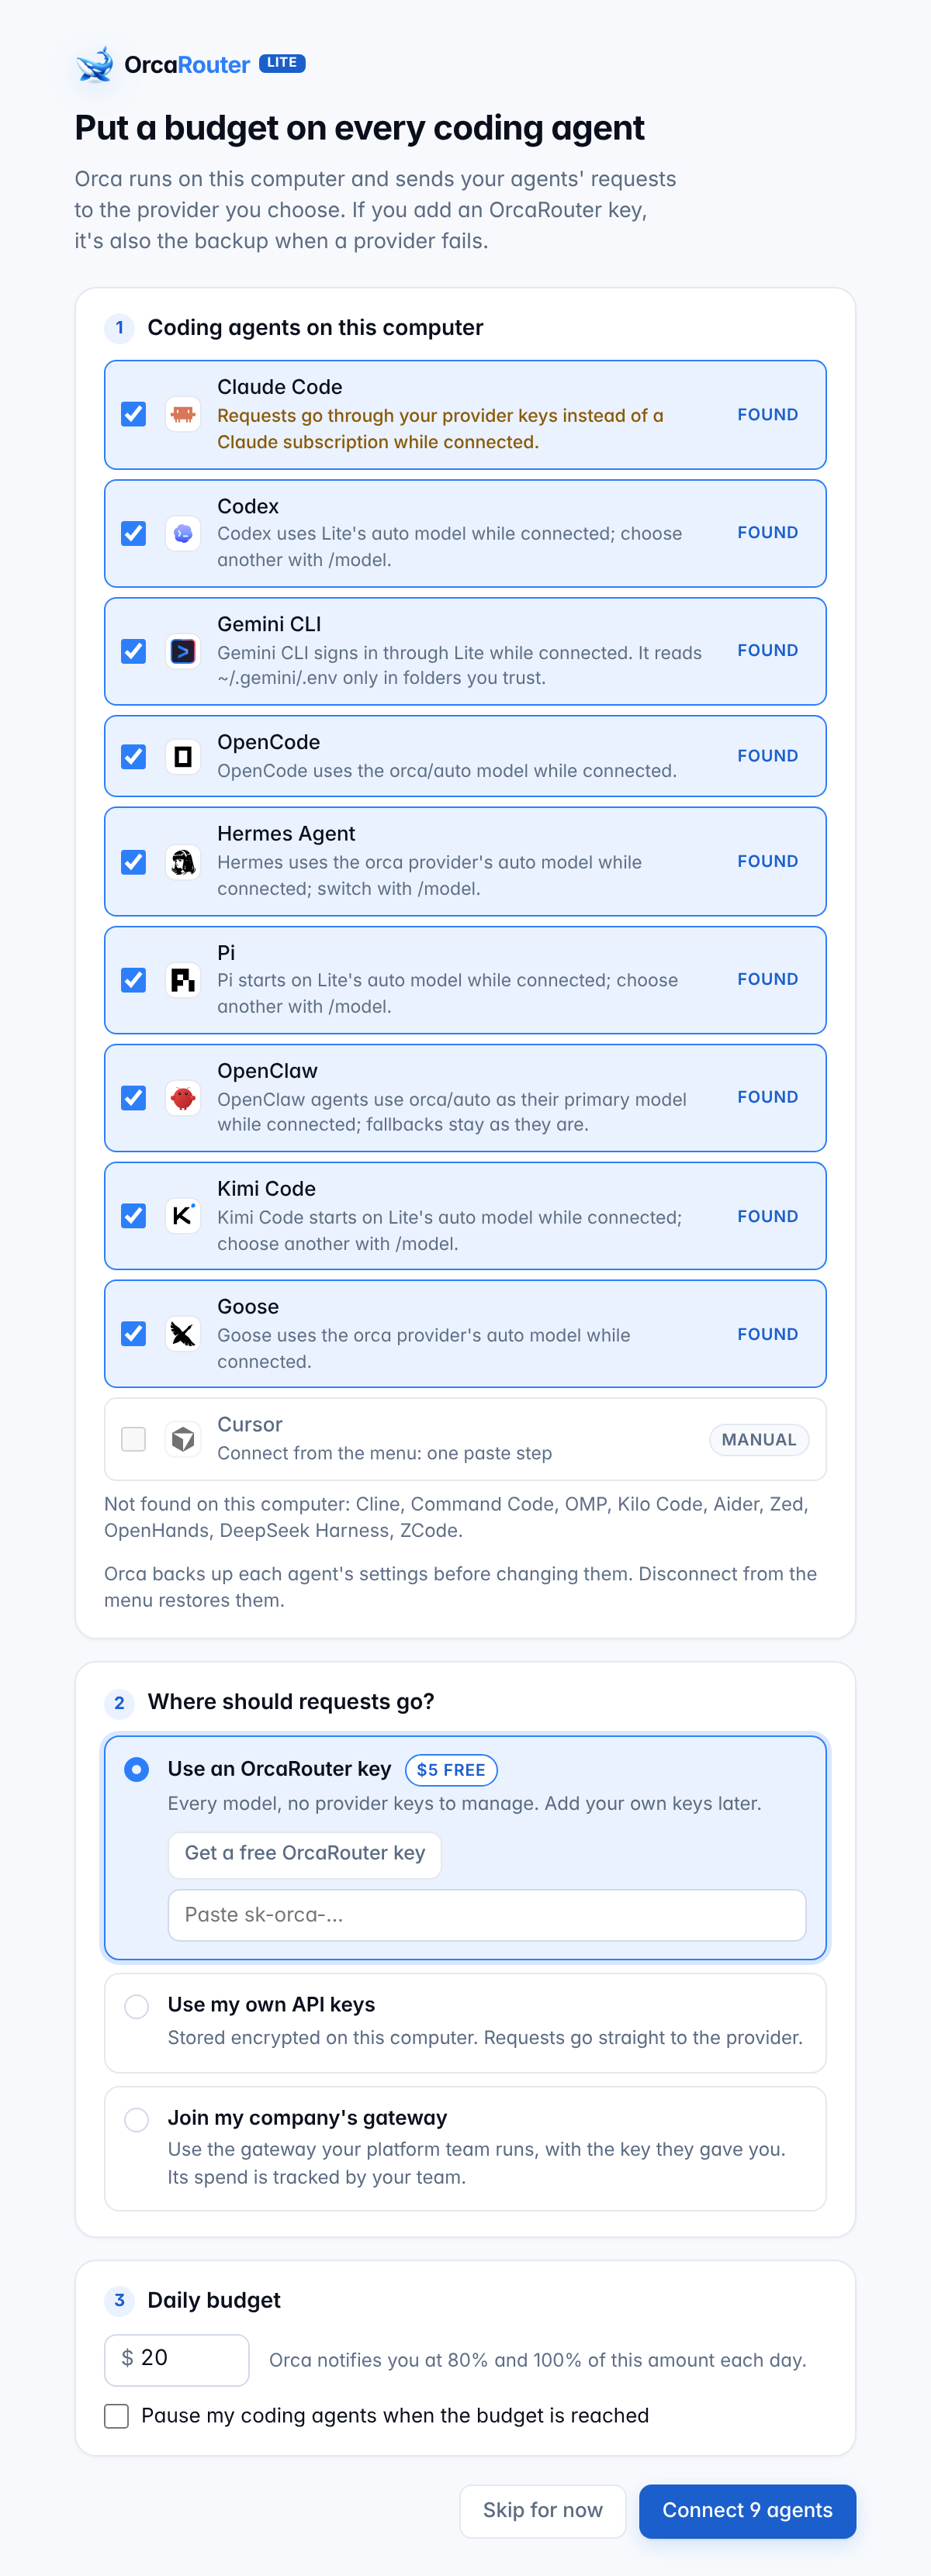 OrcaRouter LITE
Put a budget on every coding agent
Orca runs on this computer and sends your agents' requests
to the provider you choose. If you add an OrcaRouter key,
it's also the backup when a provider fails.
1 Coding agents on this computer
Claude Code
Requests go through your provider keys instead of a
Claude subscription while connected.
FOUND
Codex
Codex uses Lite's auto model while connected; choose
another with /model.
FOUND
Gemini CLI
Gemini CLI signs in through Lite while connected. It reads
~/.gemini/.env only in folders you trust.
FOUND
OpenCode
OpenCode uses the orca/auto model while connected.
FOUND
Hermes Agent
Hermes uses the orca provider's auto model while
connected; switch with /model.
FOUND
Pi
Pi starts on Lite's auto model while connected; choose
another with /model.
FOUND
OpenClaw
OpenClaw agents use orca/auto as their primary model
while connected; fallbacks stay as they are.
FOUND
Kimi Code
Kimi Code starts on Lite's auto model while connected;
choose another with /model.
FOUND
Goose
Goose uses the orca provider's auto model while
connected.
FOUND
Cursor
Connect from the menu: one paste step
MANUAL
Not found on this computer: Cline, Command Code, OMP, Kilo Code, Aider, Zed,
OpenHands, DeepSeek Harness, ZCode.
Orca backs up each agent's settings before changing them. Disconnect from the
menu restores them.
2 Where should requests go?
Use an OrcaRouter key $5 FREE
Every model, no provider keys to manage. Add your own keys later.
Get a free OrcaRouter key
Paste sk-orca-...
Use my own API keys
Stored encrypted on this computer. Requests go straight to the provider.
Join my company's gateway
Use the gateway your platform team runs, with the key they gave you.
Its spend is tracked by your team.
3 Daily budget
$ 20
Orca notifies you at 80% and 100% of this amount each day.
Pause my coding agents when the budget is reached
Skip for now
Connect 9 agents